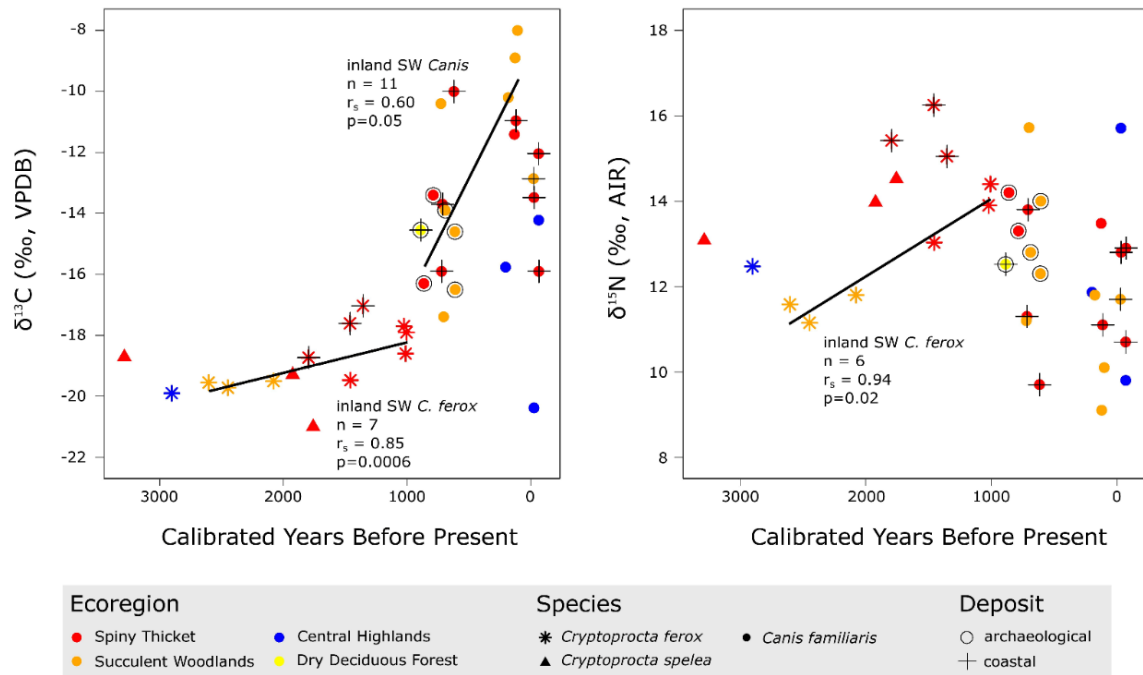 -8
-10
-12
-14
-16
-18
-20
-22
δ¹³C (‰, VPDB)
inland SW Canis
n = 11
rₛ = 0.60
p=0.05
inland SW C. ferox
n = 7
rₛ = 0.85
p=0.0006
3000 2000 1000 0
Calibrated Years Before Present
18
16
14
12
10
8
δ¹⁵N (‰, AIR)
inland SW C. ferox
n = 6
rₛ = 0.94
p=0.02
3000 2000 1000 0
Calibrated Years Before Present
Ecoregion
Spiny Thicket
Central Highlands
Succulent Woodlands
Dry Deciduous Forest
Species
Cryptoprocta ferox
Canis familiaris
Cryptoprocta spelea
Deposit
archaeological
coastal